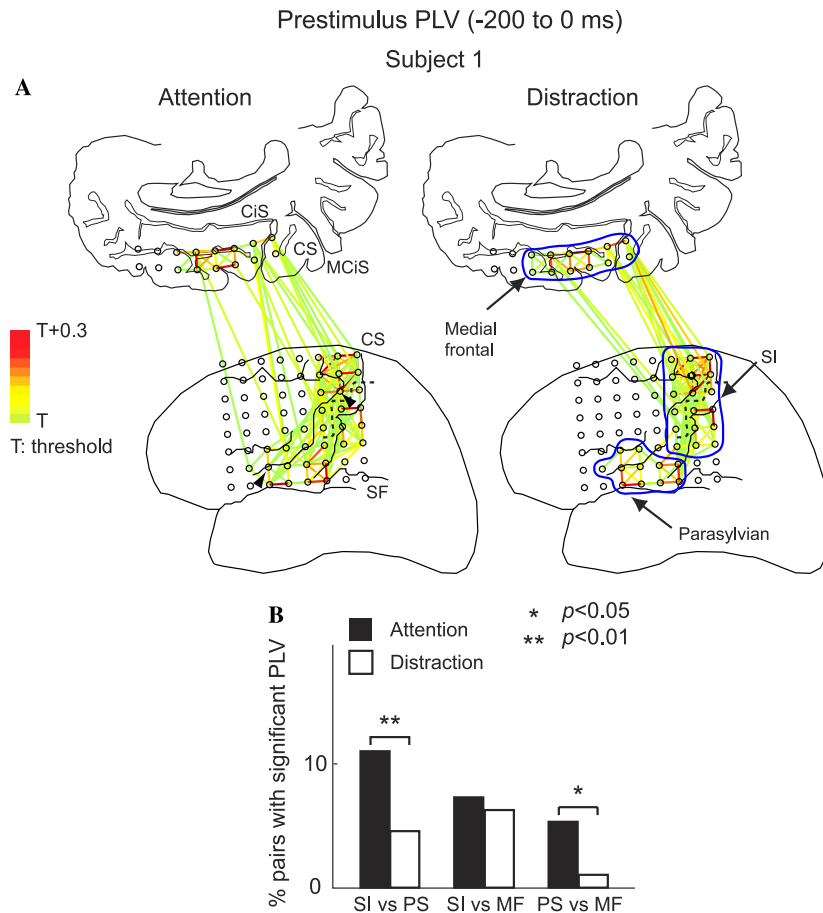 Prestimulus PLV (-200 to 0 ms)
Subject 1
A
Attention
Distraction
CiS
CS
MCiS
Medial
frontal
T+0.3
T
T: threshold
CS
SF
SI
Parasylvian
B
Attention
Distraction
* p<0.05
** p<0.01
% pairs with significant PLV
10
0
**
*
SI vs PS
SI vs MF
PS vs MF